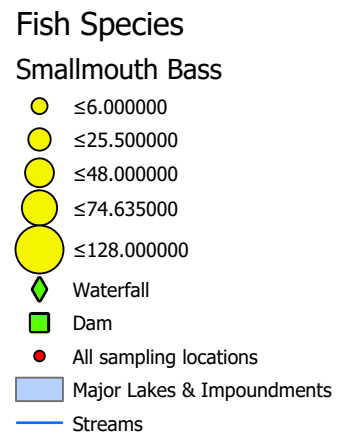 Fish Species
Smallmouth Bass
≤6.000000
≤25.500000
≤48.000000
≤74.635000
≤128.000000
Waterfall
Dam
All sampling locations
Major Lakes & Impoundments
Streams